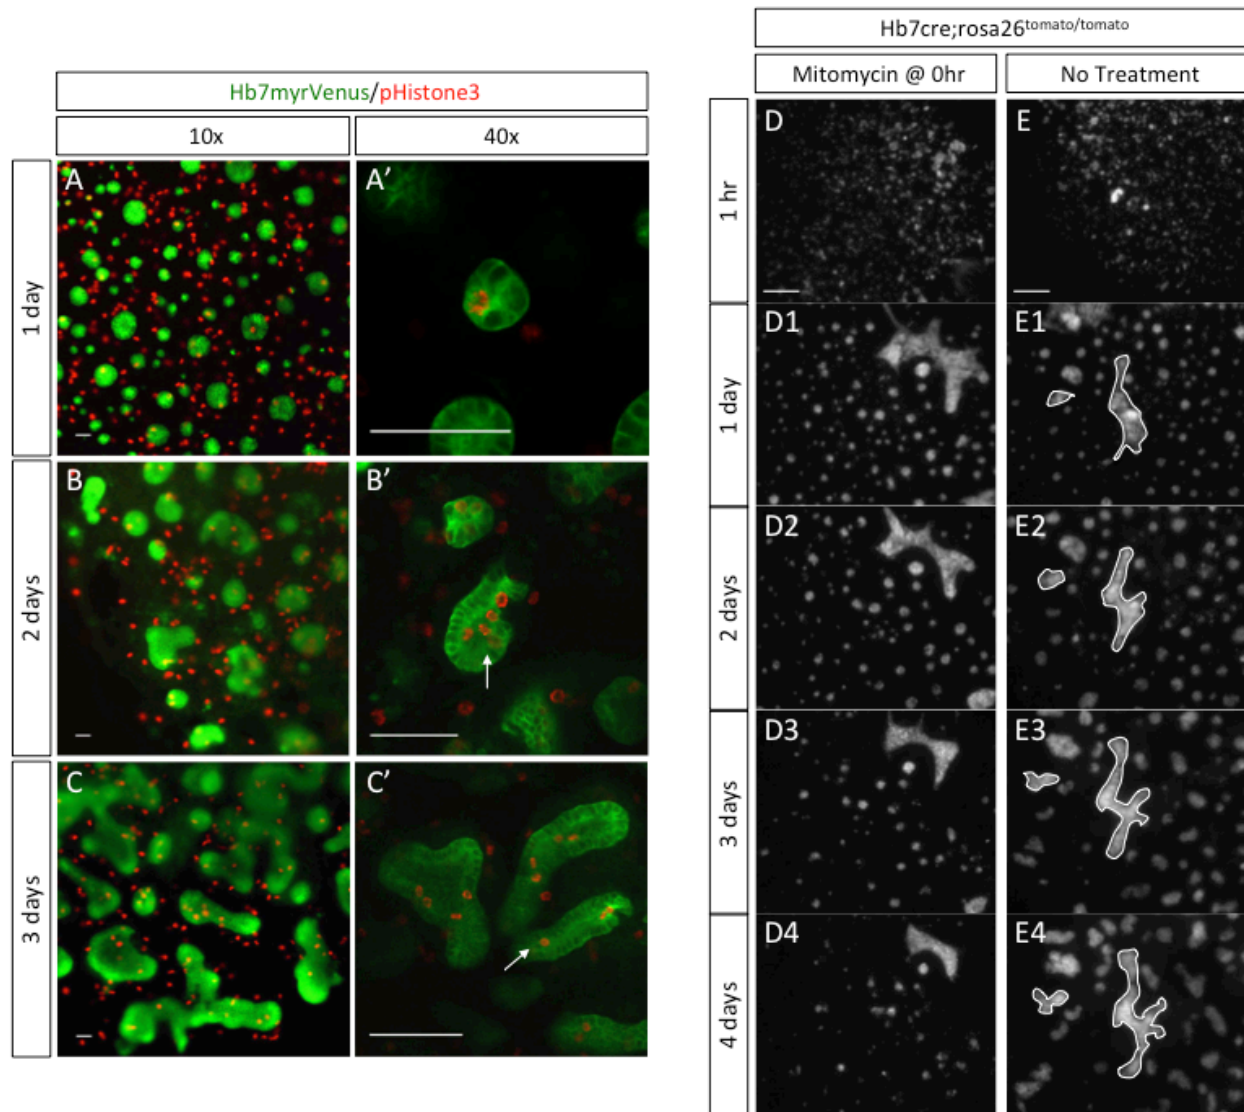 Hb7myrVenus/pHistone3
10x
40x
1 day
A
A’
2 days
B
B’
3 days
C
C’
Hb7cre;rosa26tomato/tomato
Mitomycin @ 0hr
No Treatment
1 hr
D
E
1 day
D1
E1
2 days
D2
E2
3 days
D3
E3
4 days
D4
E4